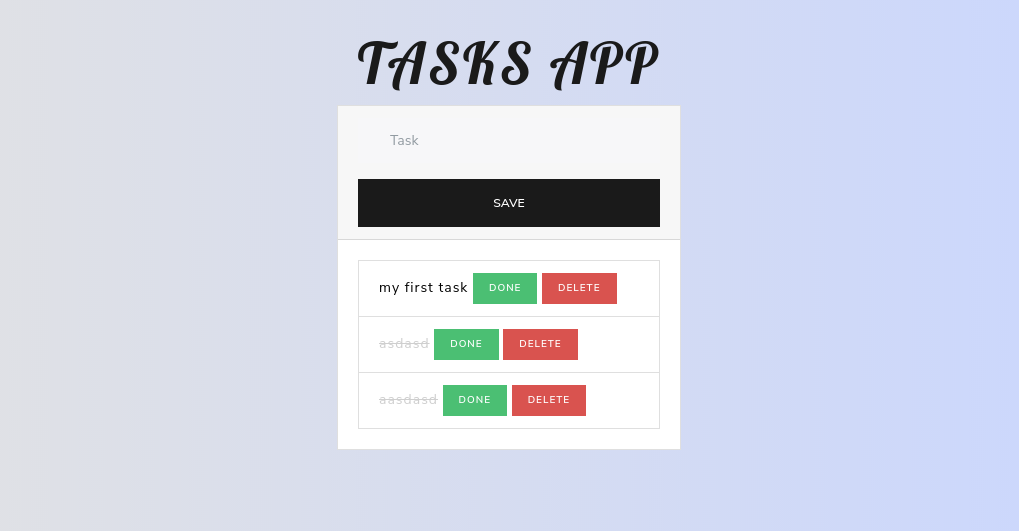 TASKS APP
Task
SAVE
my first task DONE DELETE
asdasd DONE DELETE
aasdasd DONE DELETE